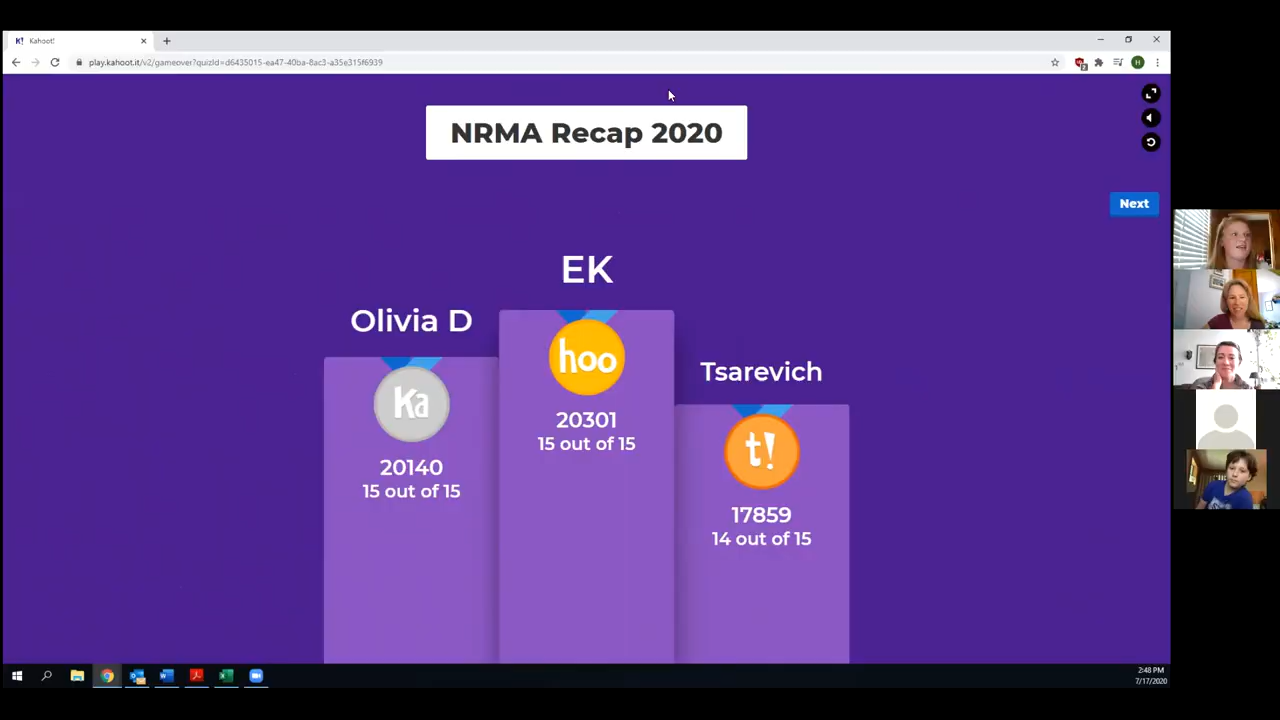 K! Kahoot!
play.kahoot.it/v2/gameover?quizId=d6435015-ea47-40ba-8ac3-a35e315f6939
H
NRMA Recap 2020
Next
EK
Olivia D
Tsarevich
hoo
Ka
t!
20301
15 out of 15
20140
15 out of 15
17859
14 out of 15
2:48 PM
7/17/2020